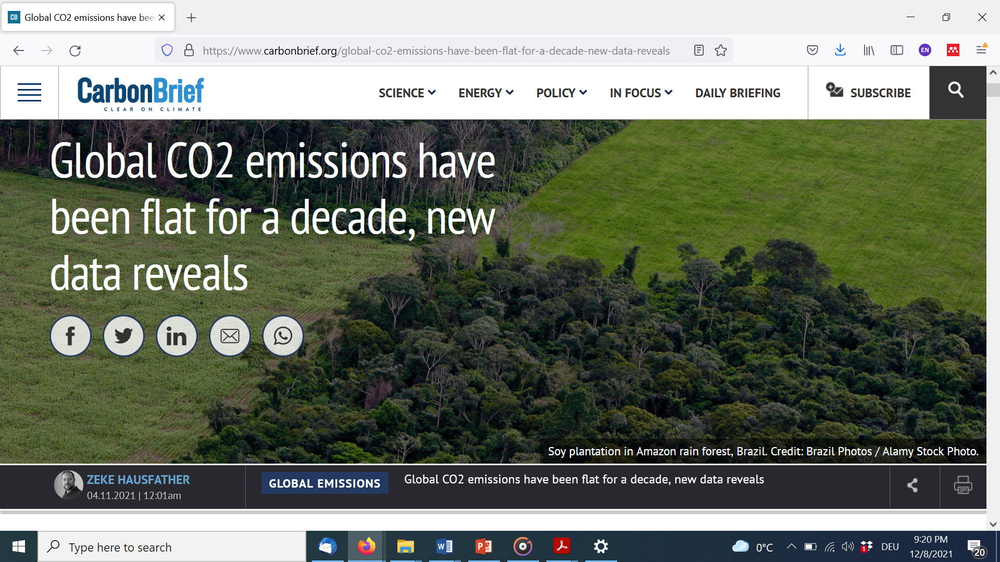 CB Global CO2 emissions have bee
https://www.carbonbrief.org/global-co2-emissions-have-been-flat-for-a-decade-new-data-reveals
EN
CarbonBrief
CLEAR ON CLIMATE
SCIENCE
ENERGY
POLICY
IN FOCUS
DAILY BRIEFING
SUBSCRIBE
Global CO2 emissions have
been flat for a decade, new
data reveals
Soy plantation in Amazon rain forest, Brazil. Credit: Brazil Photos / Alamy Stock Photo.
ZEKE HAUSFATHER
04.11.2021 | 12:01am
GLOBAL EMISSIONS
Global CO2 emissions have been flat for a decade, new data reveals
Type here to search
0°C
1
DEU
9:20 PM
12/8/2021
20